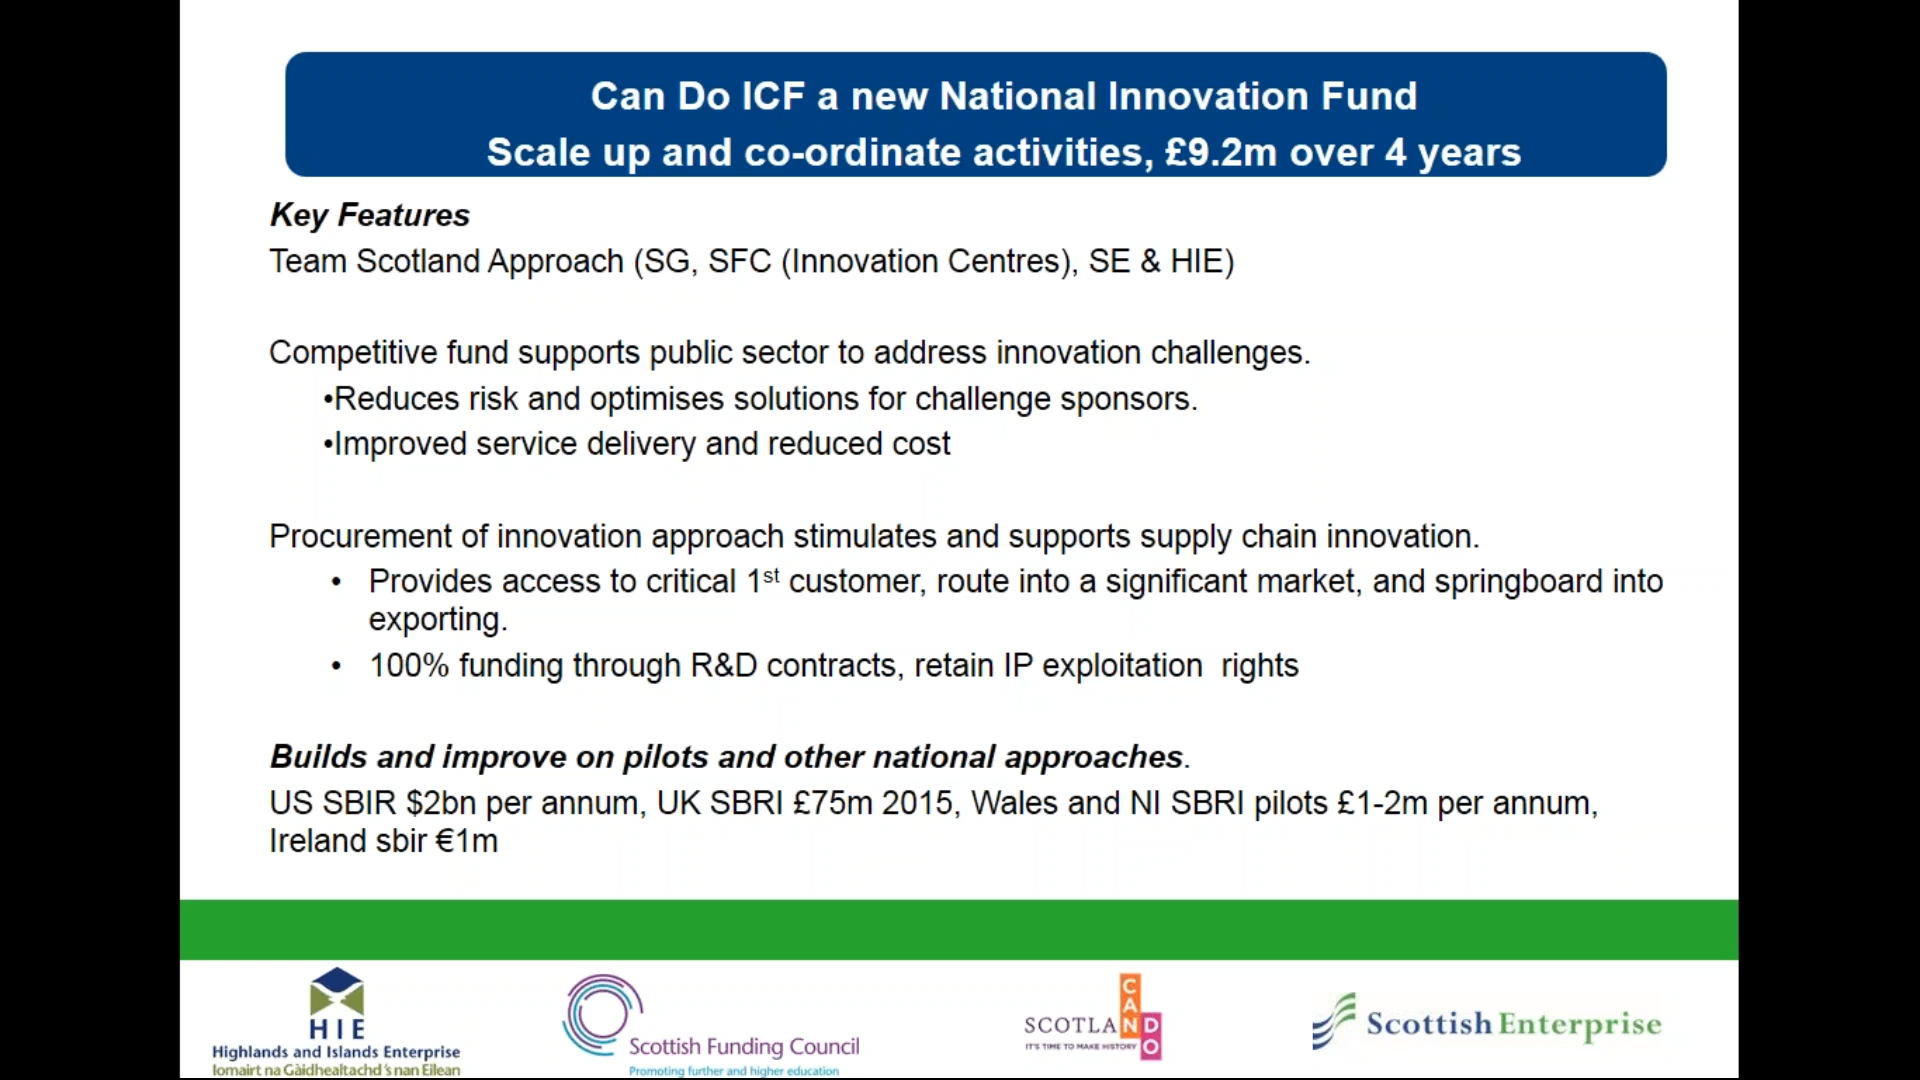 Can Do ICF a new National Innovation Fund
Scale up and co-ordinate activities, £9.2m over 4 years
Key Features
Team Scotland Approach (SG, SFC (Innovation Centres), SE & HIE)
Competitive fund supports public sector to address innovation challenges.
•Reduces risk and optimises solutions for challenge sponsors.
•Improved service delivery and reduced cost
Procurement of innovation approach stimulates and supports supply chain innovation.
• Provides access to critical 1st customer, route into a significant market, and springboard into
exporting.
• 100% funding through R&D contracts, retain IP exploitation rights
Builds and improve on pilots and other national approaches.
US SBIR $2bn per annum, UK SBRI £75m 2015, Wales and NI SBRI pilots £1-2m per annum,
Ireland sbir €1m
HIE
Highlands and Islands Enterprise
Iomairt na Gàidhealtachd 's nan Eilean
Scottish Funding Council
Promoting further and higher education
SCOTLAND
CAN DO
IT'S TIME TO MAKE HISTORY
Scottish Enterprise